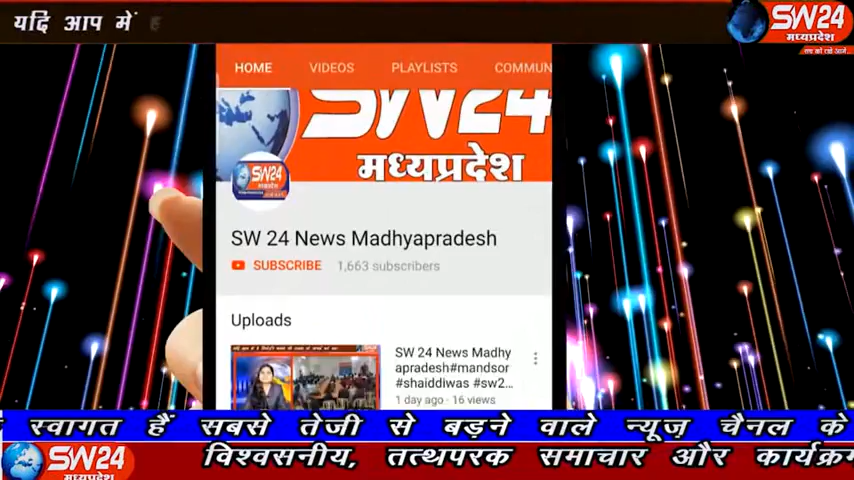 यदि आप में
SW24
मध्यप्रदेश
HOME VIDEOS PLAYLISTS COMMUN
SW24
मध्यप्रदेश
SW24
SW 24 News Madhyapradesh
SUBSCRIBE 1,663 subscribers
Uploads
SW 24 News Madhy
apradesh#mandsor
#shaiddiwas #sw2...
1 day ago · 16 views
स्वागत हैं सबसे तेजी से बड़ने वाले न्यूज़ चैनल के
SW24
मध्यप्रदेश
विश्वसनीय, तत्थपरक समाचार और कार्यक्रम